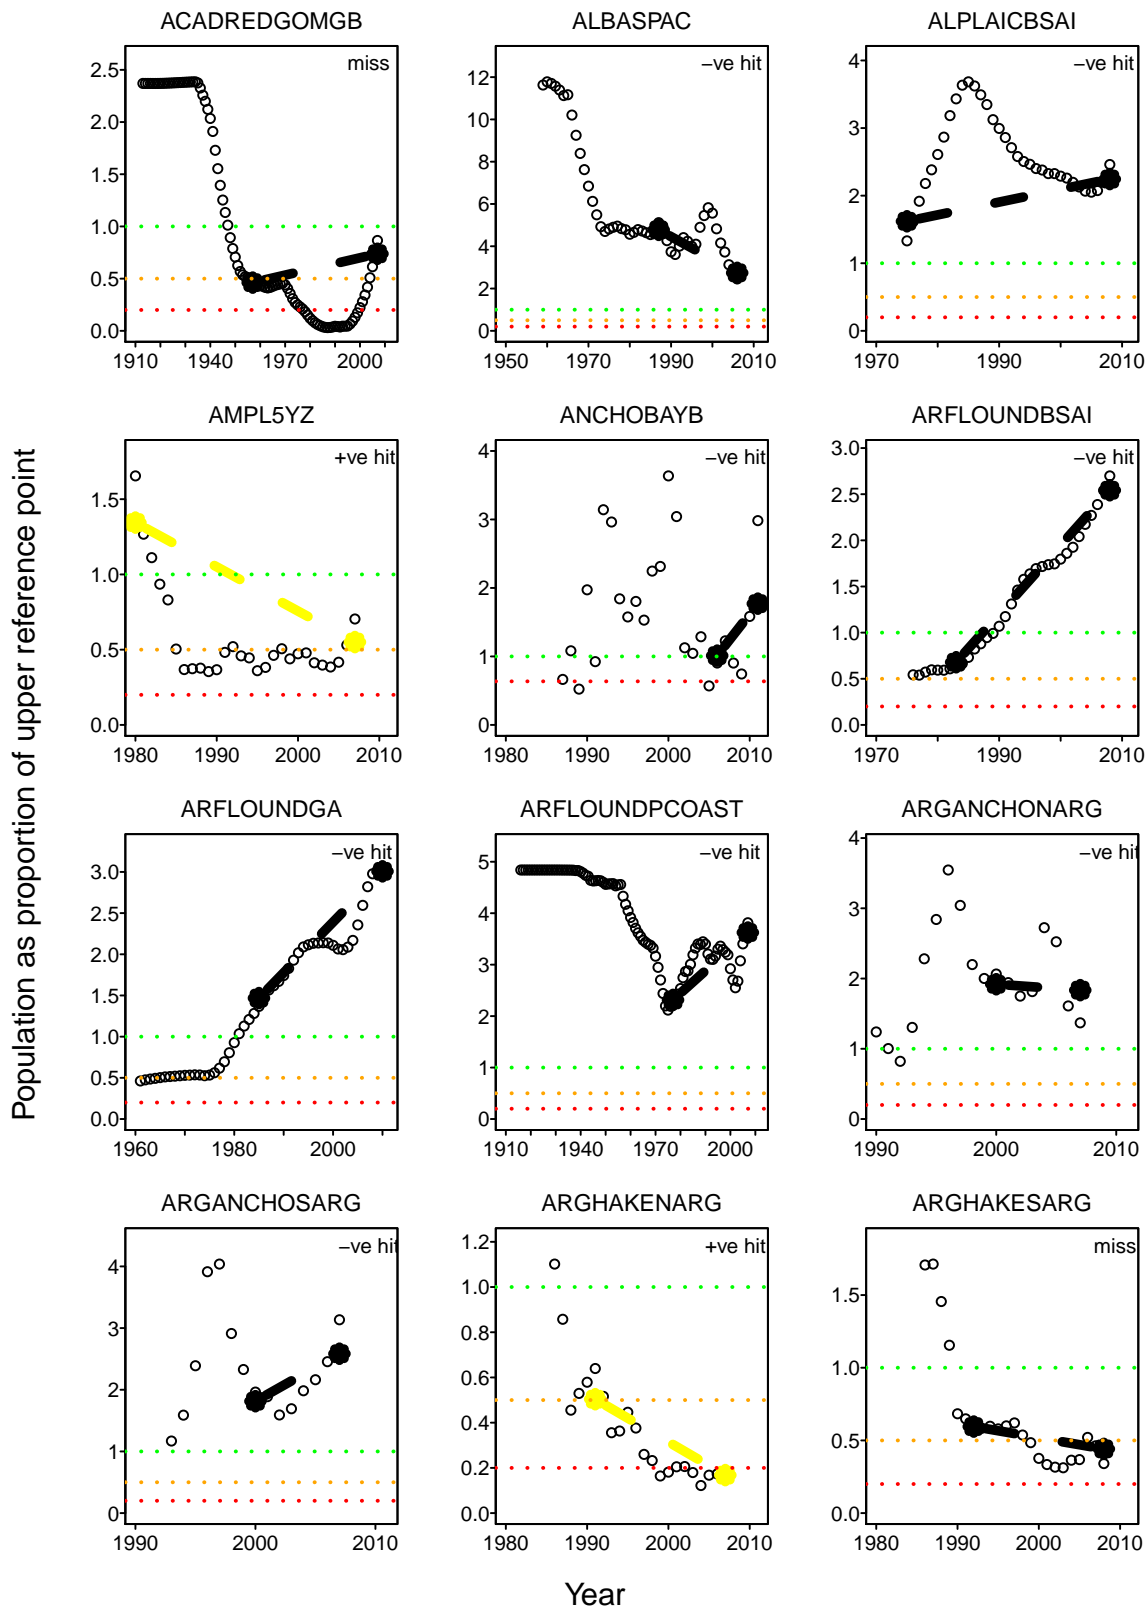 ACADREDGOMGB
ALBASPAC
ALPLAICBSAI
miss
−ve hit
−ve hit
2.5
2.0
1.5
1.0
0.5
0.0
1910 1940 1970 2000
12
10
8
6
4
2
0
1950 1970 1990 2010
4
3
2
1
0
1970 1990 2010
AMPL5YZ
ANCHOBAYB
ARFLOUNDBSAI
+ve hit
−ve hit
−ve hit
1.5
1.0
0.5
0.0
1980 1990 2000 2010
4
3
2
1
0
1980 1990 2000 2010
3.0
2.5
2.0
1.5
1.0
0.5
0.0
1970 1990 2010
Population as proportion of upper reference point
ARFLOUNDGA
ARFLOUNDPCOAST
ARGANCHONARG
−ve hit
−ve hit
−ve hit
3.0
2.5
2.0
1.5
1.0
0.5
0.0
1960 1980 2000
5
4
3
2
1
0
1910 1940 1970 2000
4
3
2
1
0
1990 2000 2010
ARGANCHOSARG
ARGHAKENARG
ARGHAKESARG
−ve hit
+ve hit
miss
4
3
2
1
0
1990 2000 2010
1.2
1.0
0.8
0.6
0.4
0.2
0.0
1980 1990 2000 2010
1.5
1.0
0.5
0.0
1980 1990 2000 2010
Year